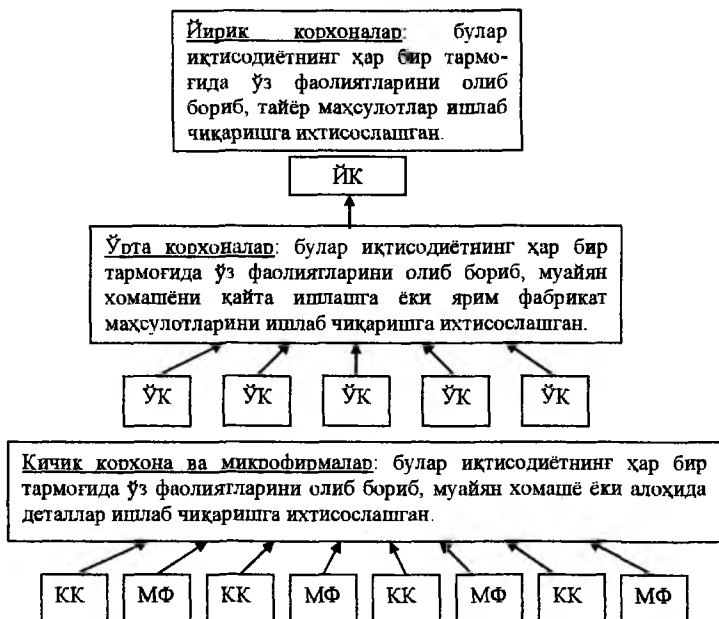 Йирик корхоналар: булар
иқтисодиётнинг ҳар бир тармо-
ғида ўз фаолиятларини олиб
бориб, тайёр маҳсулотлар ишлаб
чиқаришга ихтисослашган.
ЙК
Ўрта корхоналар: булар иқтисодиётнинг ҳар бир
тармоғида ўз фаолиятларини олиб бориб, муайян
хомашёни қайта ишлашга ёки ярим фабрикат
маҳсулотларини ишлаб чиқаришга ихтисослашган.
ЎК ЎК ЎК ЎК ЎК
Кичик корхона ва микрофирмалар: булар иқтисодиётнинг ҳар бир
тармоғида ўз фаолиятларини олиб бориб, муайян хомашё ёки алоҳида
деталлар ишлаб чиқаришга ихтисослашган.
КК МФ КК МФ КК МФ КК МФ